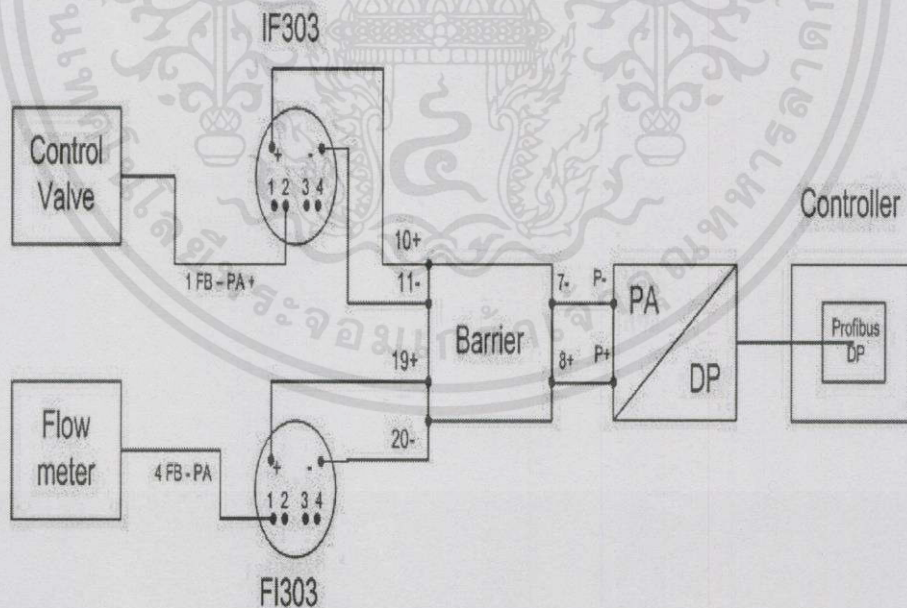 IF303
Control
Valve
+ -
1 2 3 4
1 FB – PA +
10+
11-
19+
20-
Barrier
7-
8+
P-
P+
PA
DP
Controller
Profibus
DP
Flow
meter
4 FB - PA
+ -
1 2 3 4
FI303